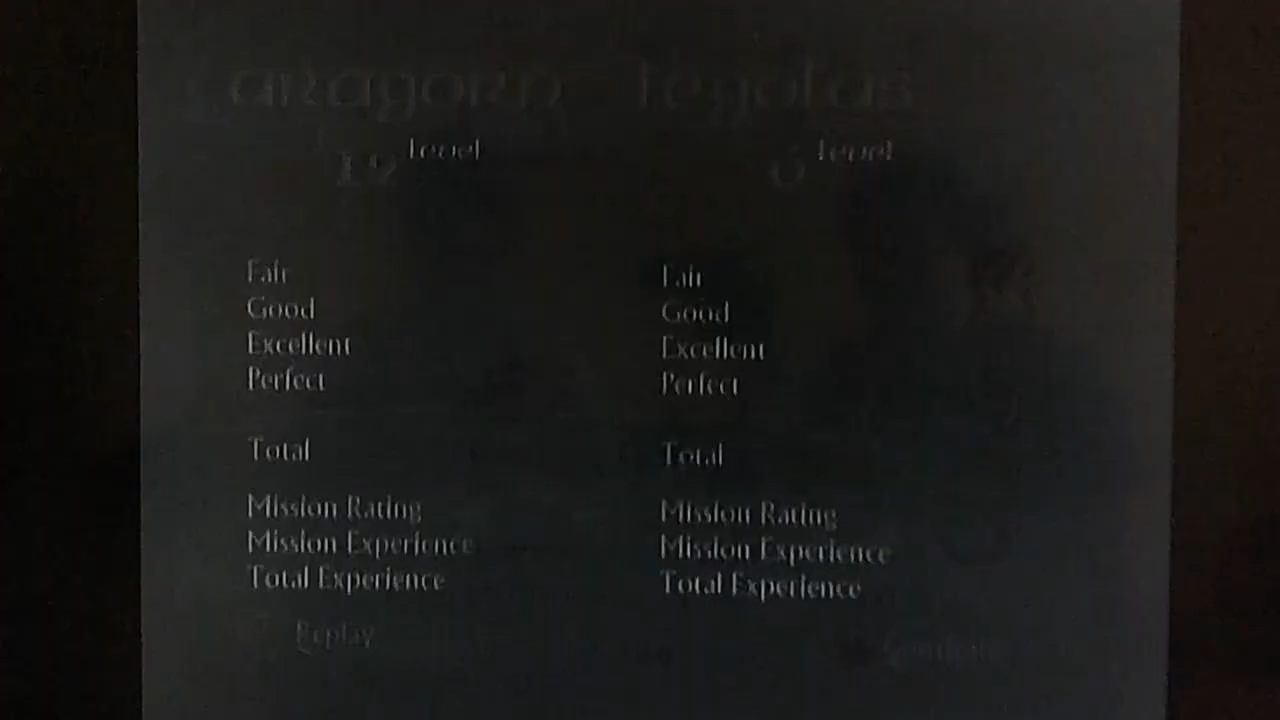 aragorn legolas
level level
Fair Fair
Good Good
Excellent Excellent
Perfect Perfect
Total Total
Mission Rating Mission Rating
Mission Experience Mission Experience
Total Experience Total Experience
Replay